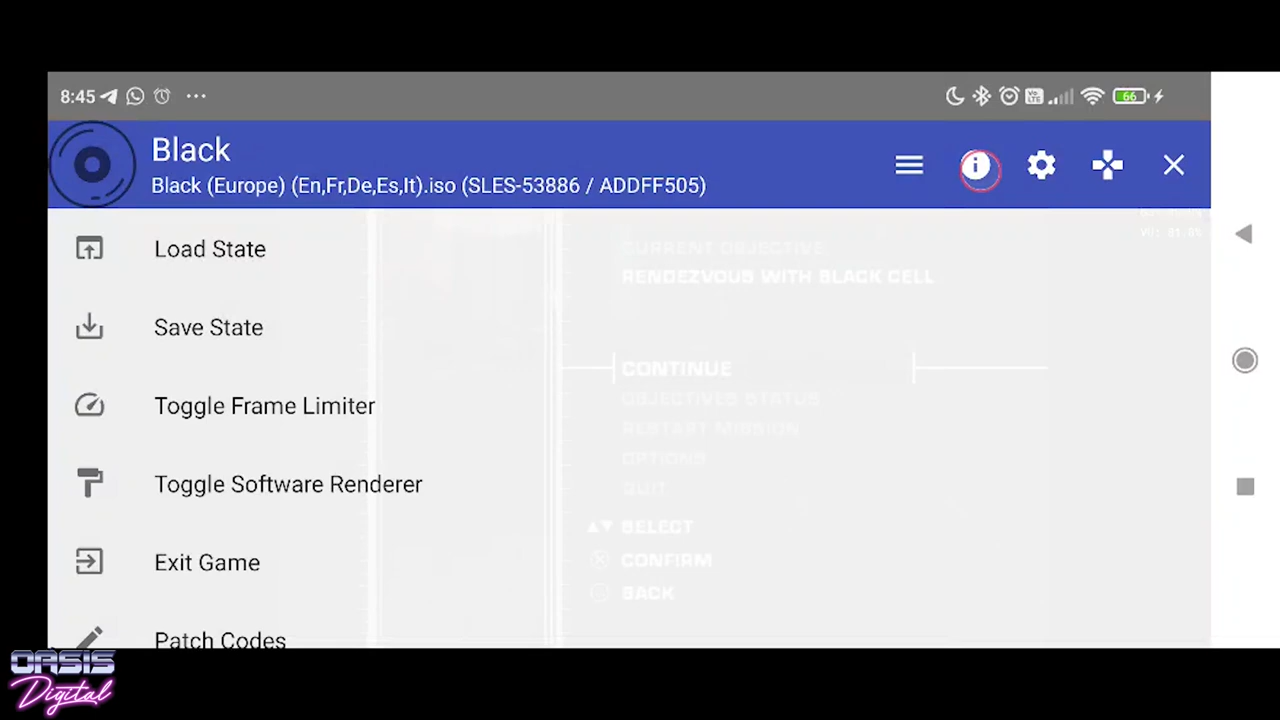 8:45
66
Black
Black (Europe) (En,Fr,De,Es,It).iso (SLES-53886 / ADDFF505)
Load State
Save State
Toggle Frame Limiter
Toggle Software Renderer
Exit Game
Patch Codes
CURRENT OBJECTIVE
RENDEZVOUS WITH BLACK CELL
CONTINUE
OBJECTIVES STATUS
RESTART MISSION
OPTIONS
QUIT
SELECT
CONFIRM
BACK
OASIS
Digital